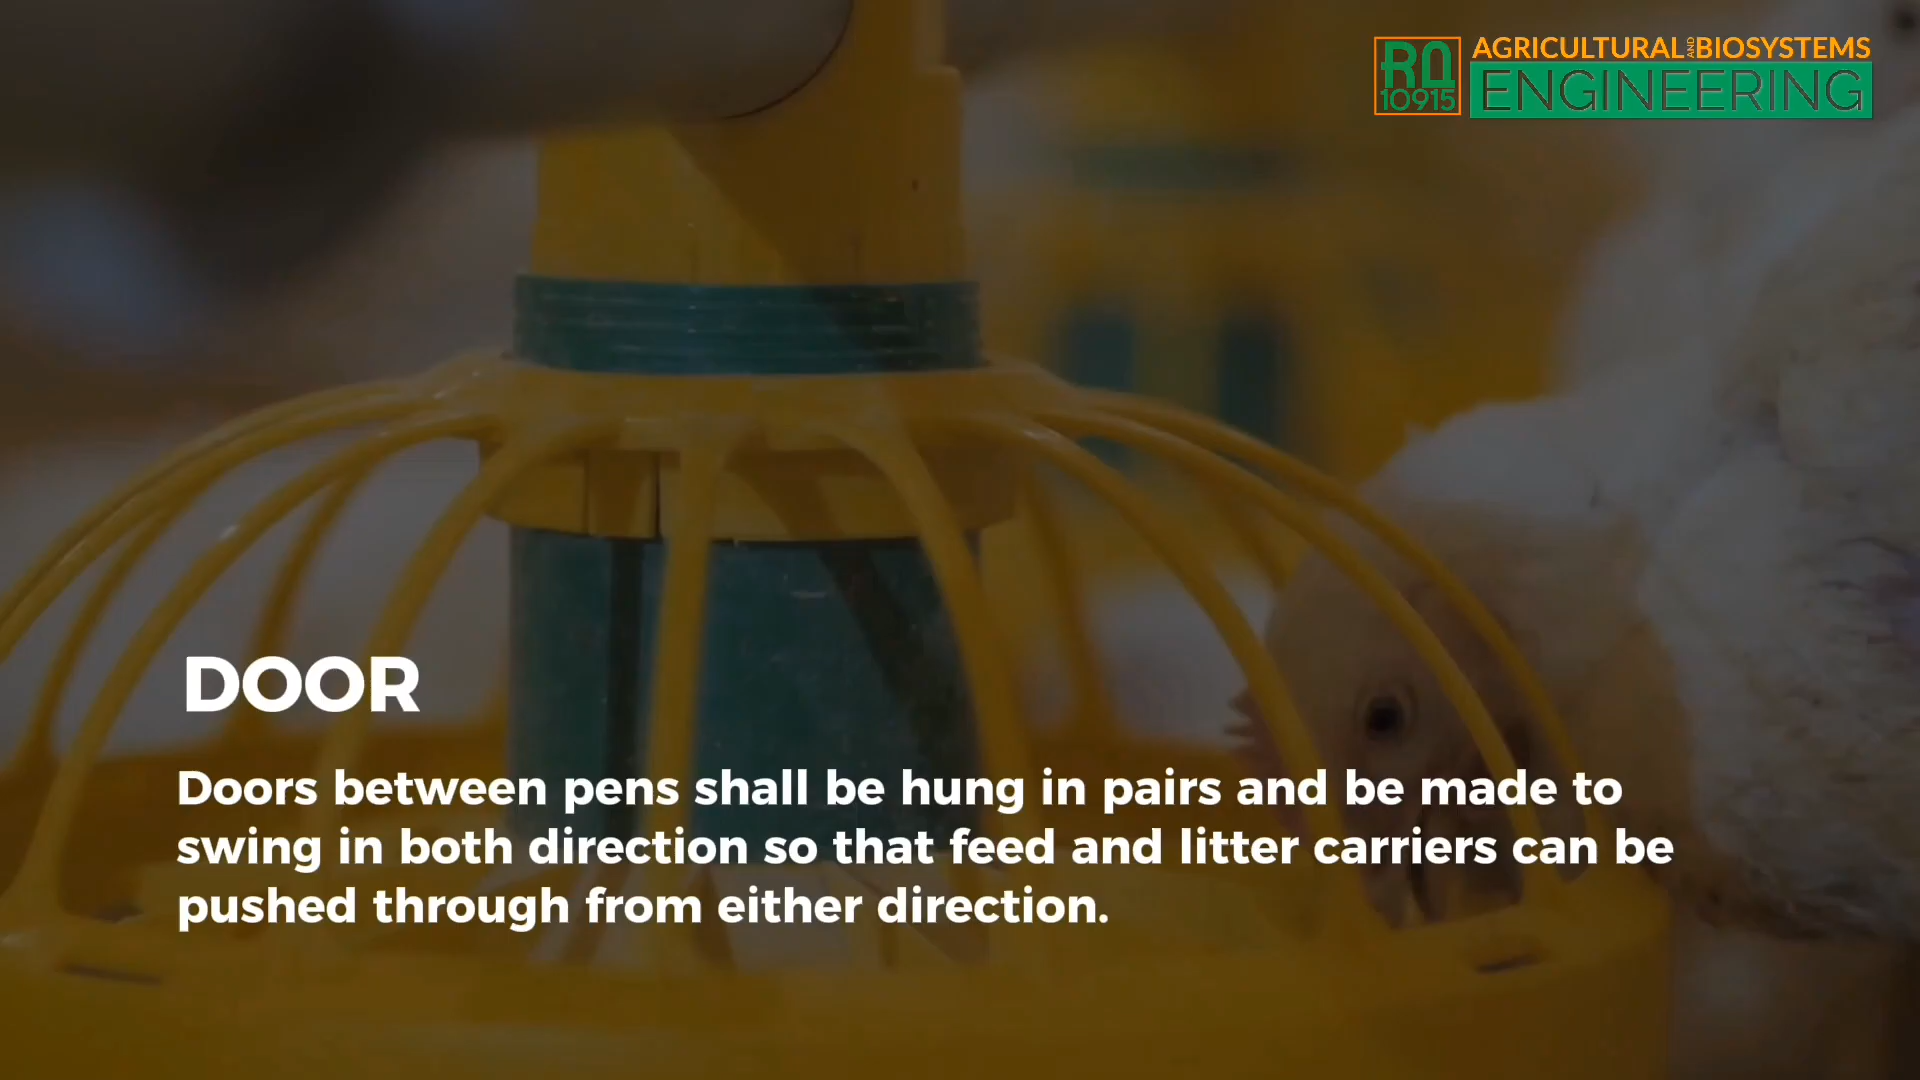 RA
10915
AGRICULTURAL AND BIOSYSTEMS
ENGINEERING
DOOR
Doors between pens shall be hung in pairs and be made to
swing in both direction so that feed and litter carriers can be
pushed through from either direction.